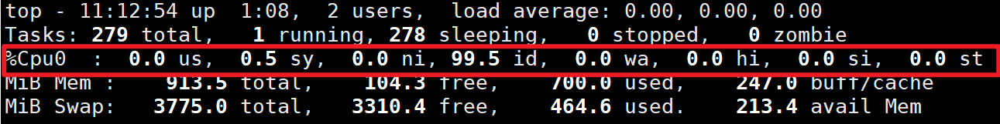 top - 11:12:54 up  1:08,  2 users,  load average: 0.00, 0.00, 0.00
Tasks: 279 total,   1 running, 278 sleeping,   0 stopped,   0 zombie
%Cpu0  :  0.0 us,  0.5 sy,  0.0 ni, 99.5 id,  0.0 wa,  0.0 hi,  0.0 si,  0.0 st
MiB Mem :    913.5 total,    104.3 free,    700.0 used,    247.0 buff/cache
MiB Swap:   3775.0 total,   3310.4 free,    464.6 used.    213.4 avail Mem